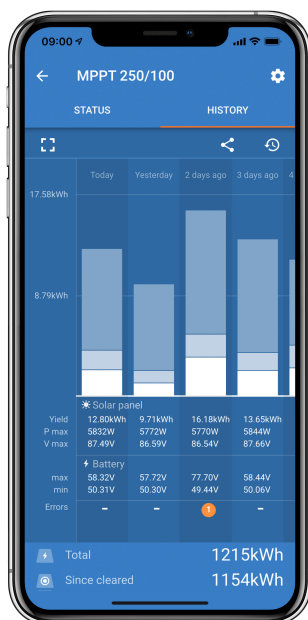 09:00
MPPT 250/100
STATUS HISTORY
Today Yesterday 2 days ago 3 days ago 4
17.58kWh
8.79kWh
Solar panel
Yield 12.80kWh 9.71kWh 16.18kWh 13.65kWh
P max 5832W 5772W 5770W 5844W
V max 87.49V 86.59V 86.54V 87.66V
Battery
max 58.32V 57.72V 77.70V 58.44V
min 50.31V 50.30V 49.44V 50.06V
Errors – – 1 –
Total 1215kWh
Since cleared 1154kWh